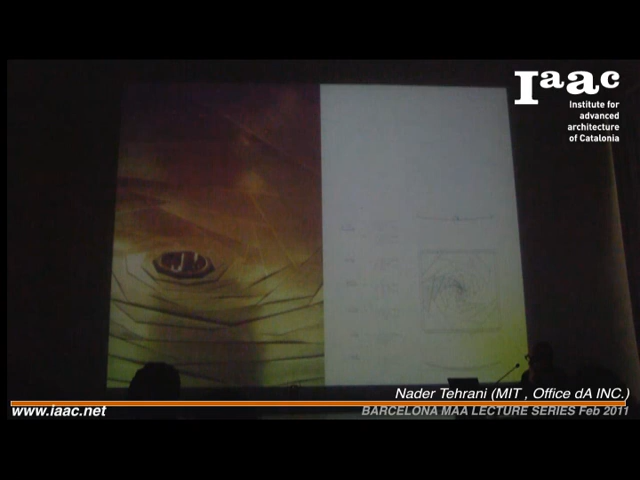 Iaac
Institute for
advanced
architecture
of Catalonia
Nader Tehrani (MIT , Office dA INC.)
www.iaac.net
BARCELONA MAA LECTURE SERIES Feb 2011